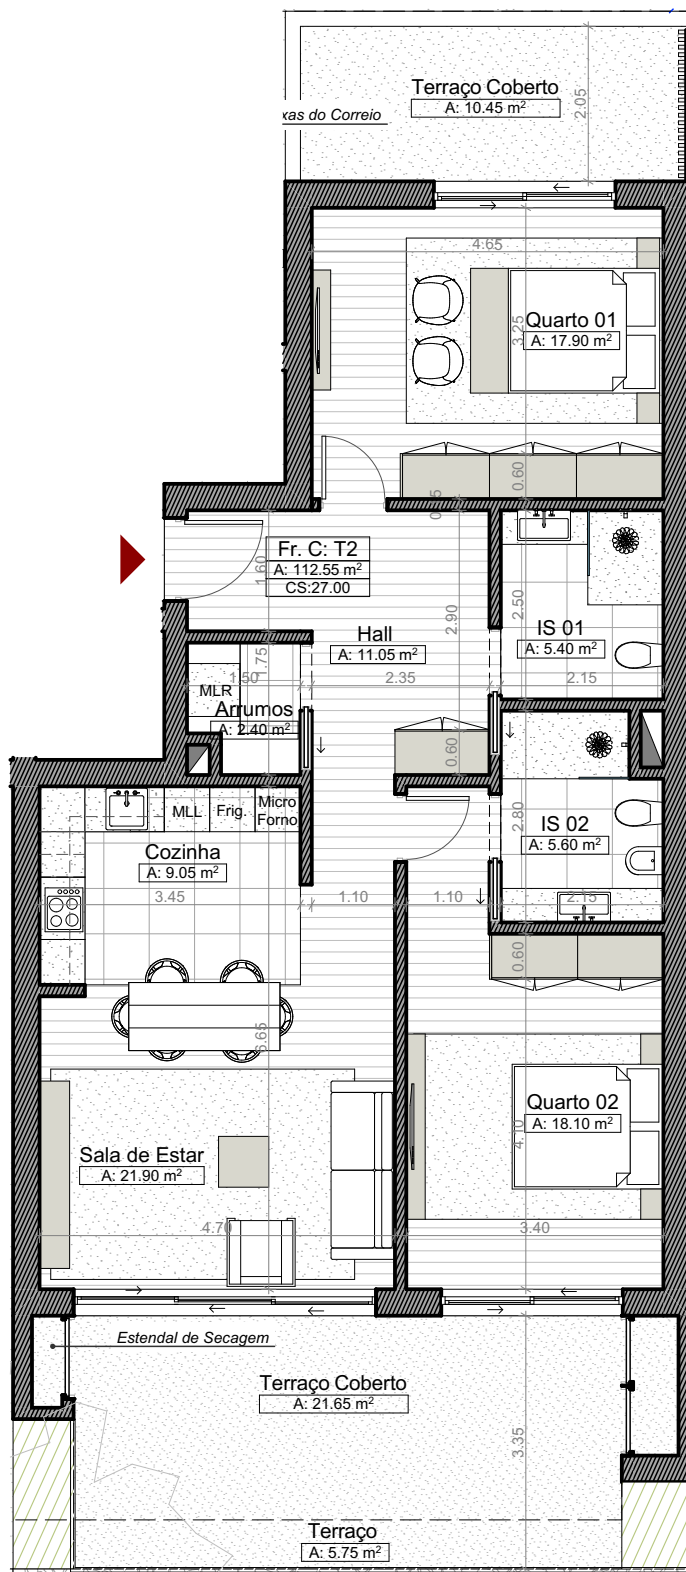 Terraço Coberto
A: 10.45 m²
2.05
xas do Correio
4.65
Quarto 01
A: 17.90 m²
3.25
0.60
Fr. C: T2
A: 112.55 m²
CS:27.00
1.60
2.90
2.50
IS 01
A: 5.40 m²
Hall
A: 11.05 m²
1.75
1.50
2.35
2.15
MLR
Arrumos
A: 2.40 m²
0.60
MLL
Frig.
Micro
Forno
2.80
IS 02
A: 5.60 m²
Cozinha
A: 9.05 m²
3.45
1.10
1.10
2.15
0.60
6.65
Quarto 02
A: 18.10 m²
4.10
Sala de Estar
A: 21.90 m²
4.70
3.40
Estendal de Secagem
Terraço Coberto
A: 21.65 m²
3.35
Terraço
A: 5.75 m²